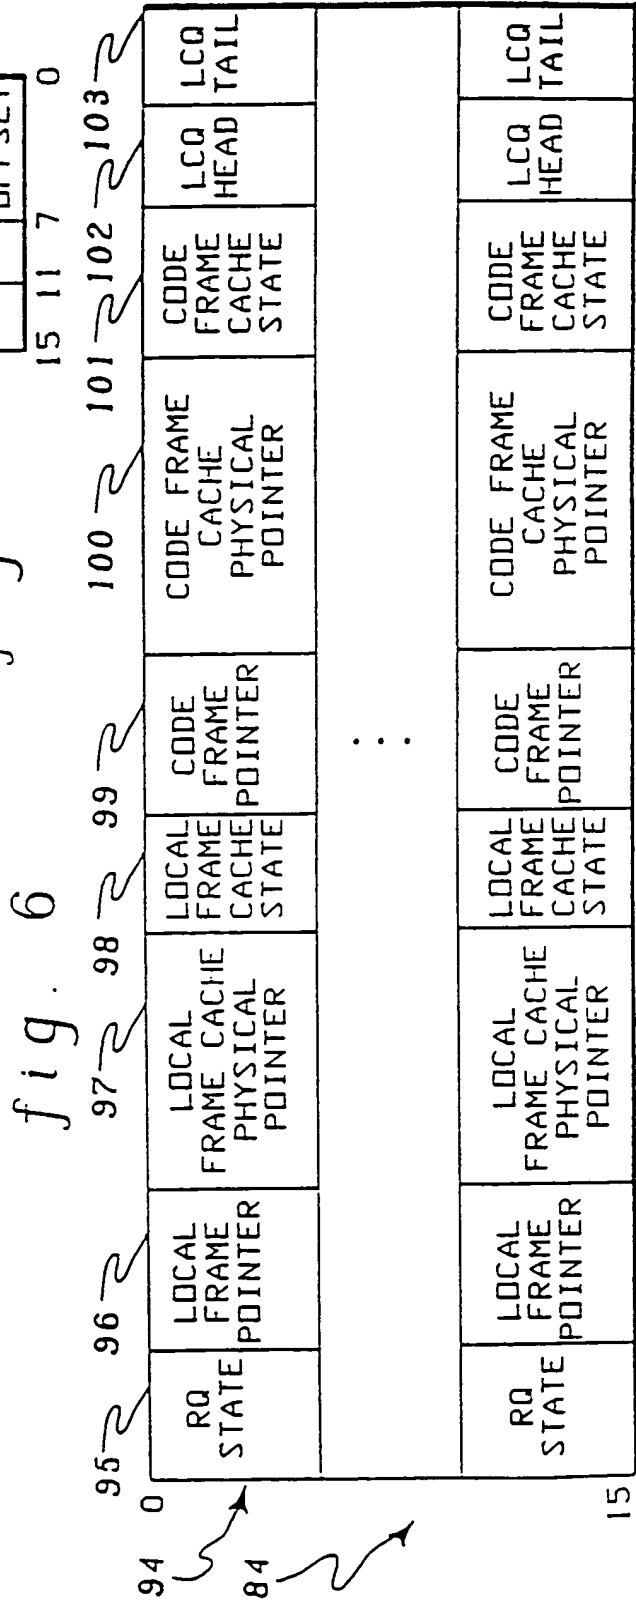 OFFSET
15 11 7 0
fig. 6
95 96 97 98 99 100 101 102 103
94
84
0
RQ
STATE
LOCAL
FRAME
POINTER
LOCAL
FRAME CACHE
PHYSICAL
POINTER
LOCAL
FRAME
CACHE
STATE
CODE
FRAME
POINTER
CODE FRAME
CACHE
PHYSICAL
POINTER
CODE
FRAME
CACHE
STATE
LCQ
HEAD
LCQ
TAIL
...
15
RQ
STATE
LOCAL
FRAME
POINTER
LOCAL
FRAME CACHE
PHYSICAL
POINTER
LOCAL
FRAME
CACHE
STATE
CODE
FRAME
POINTER
CODE FRAME
CACHE
PHYSICAL
POINTER
CODE
FRAME
CACHE
STATE
LCQ
HEAD
LCQ
TAIL